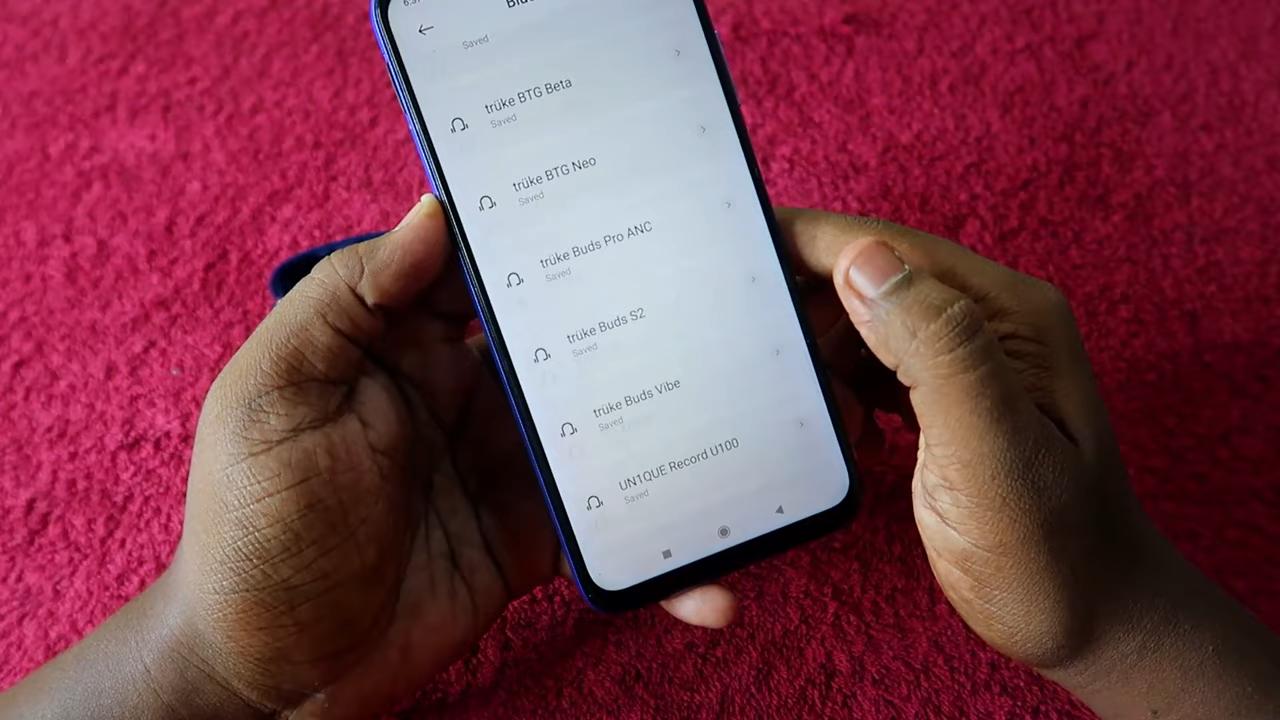 Saved
trüke BTG Beta
Saved
trüke BTG Neo
Saved
trüke Buds Pro ANC
Saved
trüke Buds S2
Saved
trüke Buds Vibe
Saved
UN1QUE Record U100
Saved